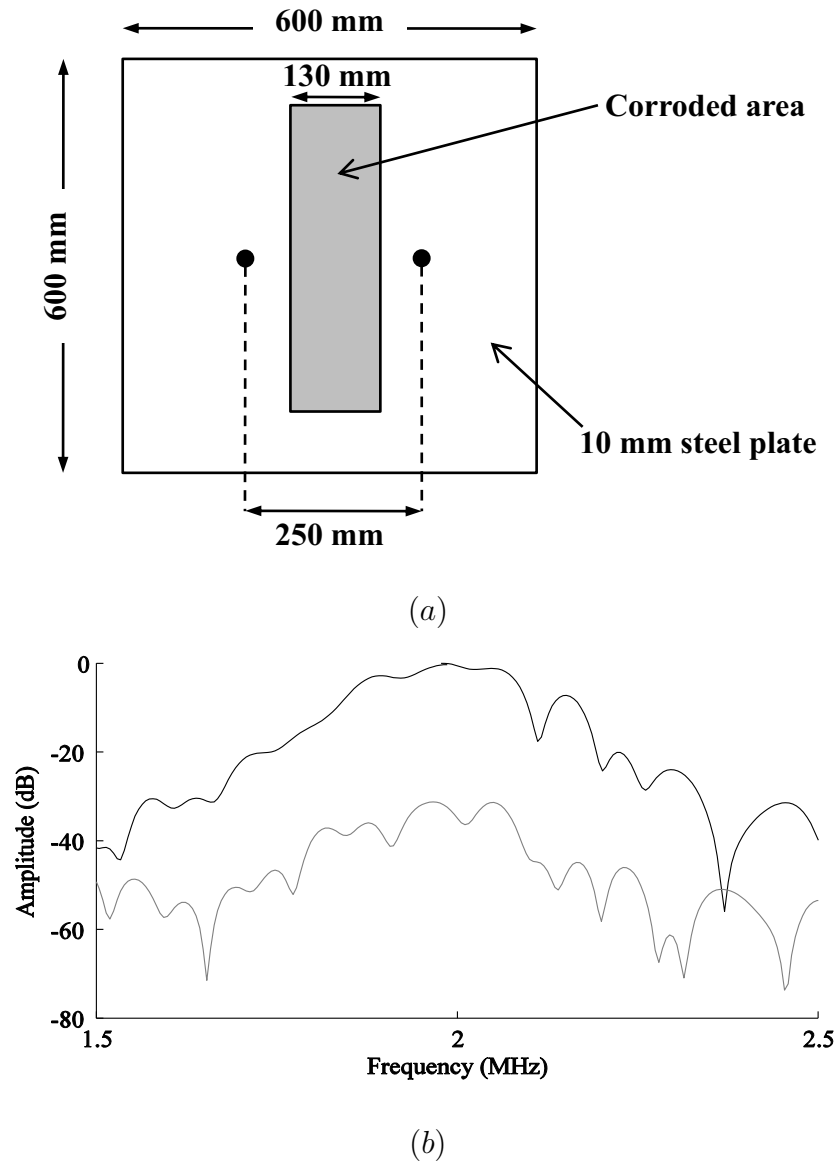 600 mm
130 mm
Corroded area
600 mm
10 mm steel plate
250 mm
(a)
0
-20
-40
-60
-80
Amplitude (dB)
1.5
2
2.5
Frequency (MHz)
(b)